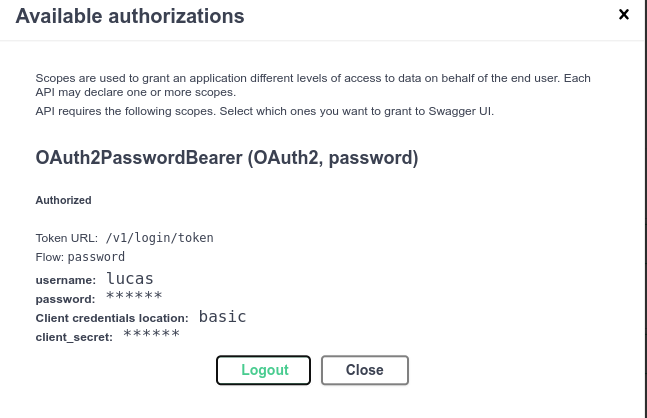 Available authorizations
Scopes are used to grant an application different levels of access to data on behalf of the end user. Each
API may declare one or more scopes.
API requires the following scopes. Select which ones you want to grant to Swagger UI.
OAuth2PasswordBearer (OAuth2, password)
Authorized
Token URL: /v1/login/token
Flow: password
username: lucas
password: ******
Client credentials location: basic
client_secret: ******
Logout Close